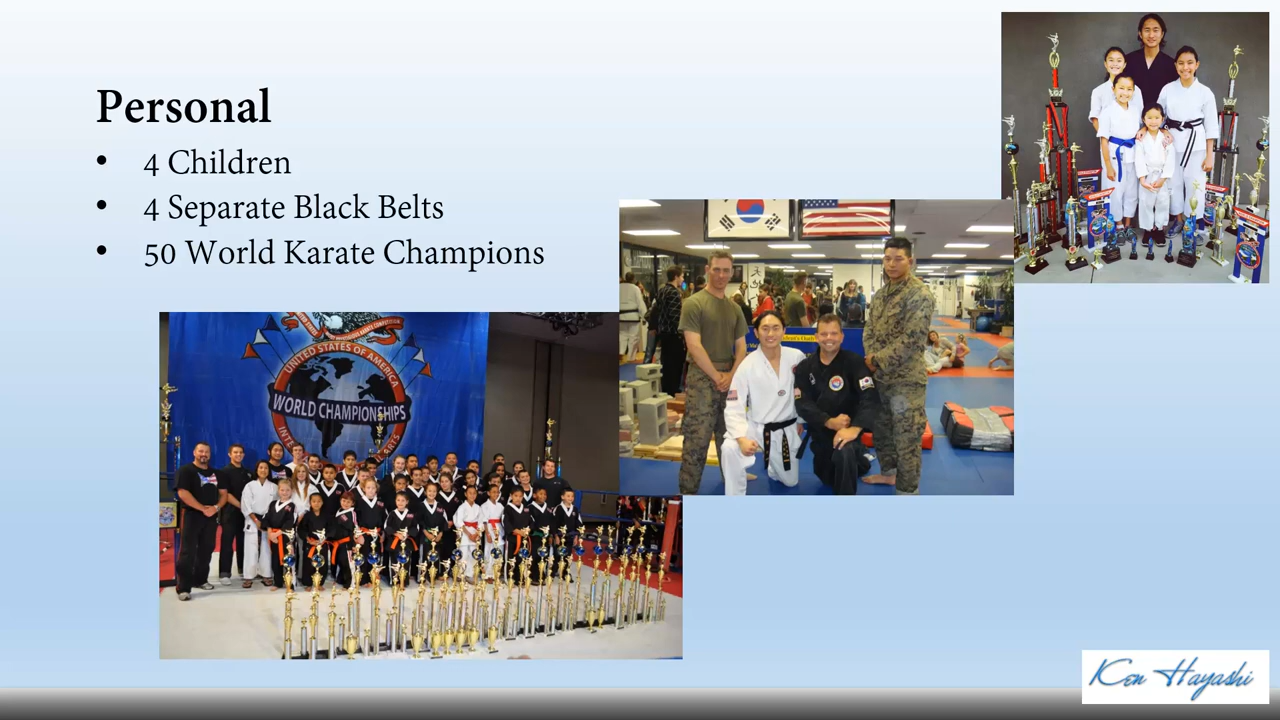 Personal
• 4 Children
• 4 Separate Black Belts
• 50 World Karate Champions
UNITED STATES OF AMERICA
WORLD CHAMPIONSHIPS
Ken Hayashi